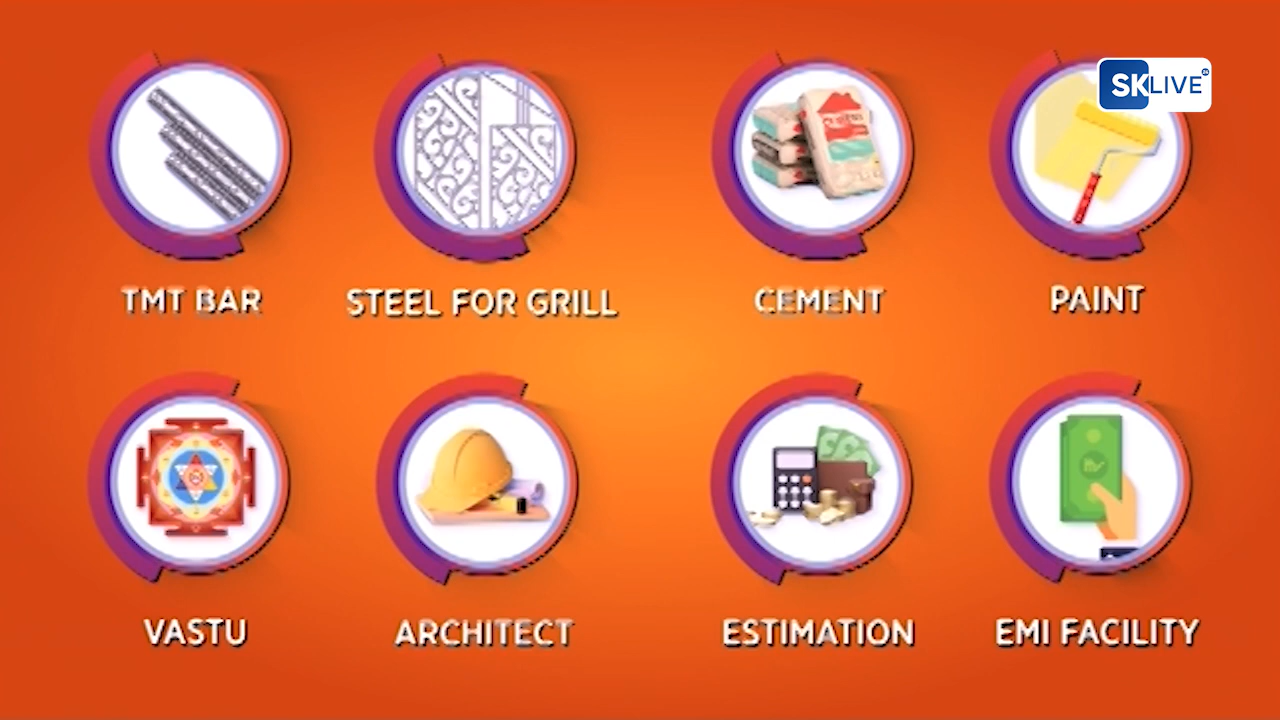 SKLIVE
TMT BAR
STEEL FOR GRILL
CEMENT
PAINT
VASTU
ARCHITECT
ESTIMATION
EMI FACILITY